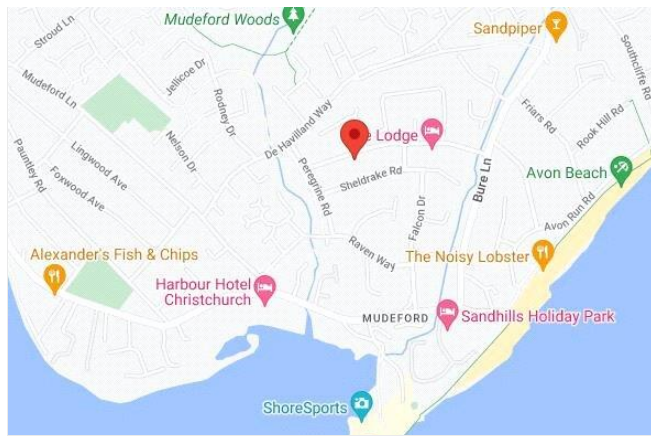 Mudeford Woods
Sandpiper
Stroud Ln
Jellicoe Dr
Southcliffe Rd
Mudeford Ln
Rodney Dr
De Havilland Way
Friars Rd
Rook Hill Rd
Nelson Dr
e Lodge
Lingwood Ave
Pauntley Rd
Foxwood Ave
Peregrine Rd
Sheldrake Rd
Bure Ln
Avon Beach
Falcon Dr
Avon Run Rd
Raven Way
Alexander's Fish & Chips
The Noisy Lobster
Harbour Hotel
Christchurch
MUDEFORD
Sandhills Holiday Park
ShoreSports